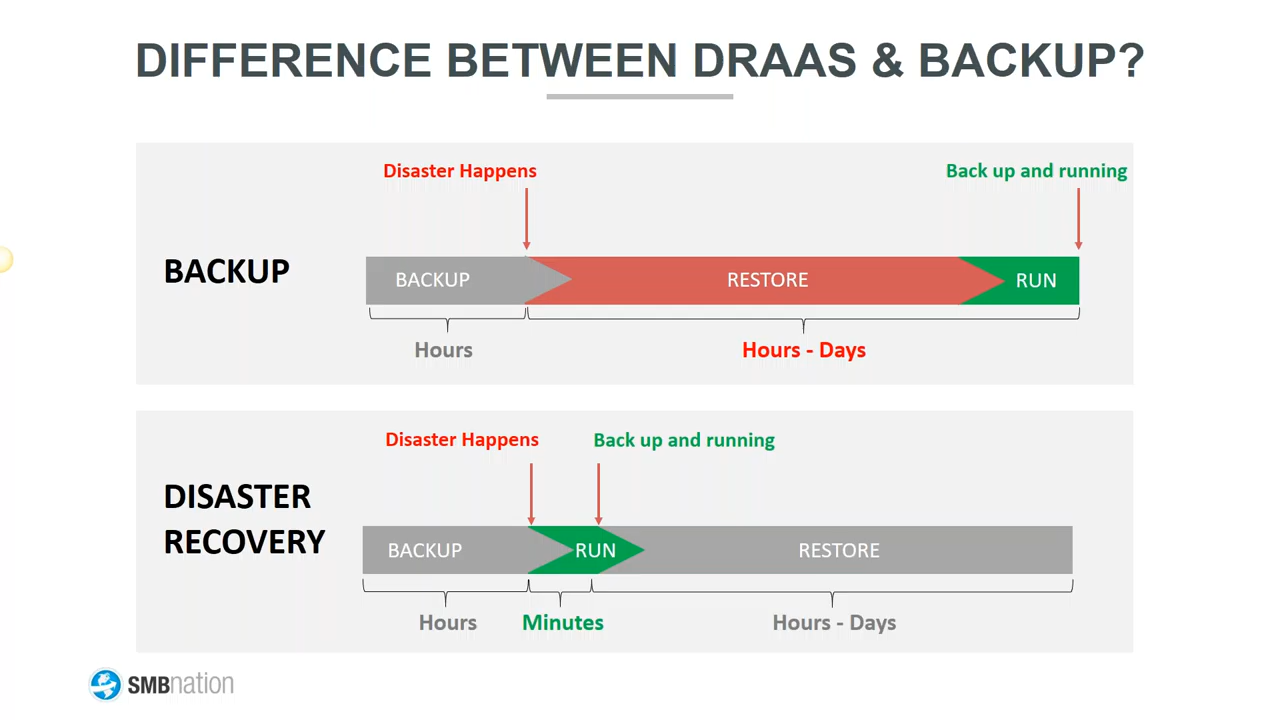 DIFFERENCE BETWEEN DRAAS & BACKUP?
Disaster Happens
Back up and running
BACKUP
BACKUP
RESTORE
RUN
Hours
Hours - Days
Disaster Happens
Back up and running
DISASTER
RECOVERY
BACKUP
RUN
RESTORE
Hours
Minutes
Hours - Days
SMBnation